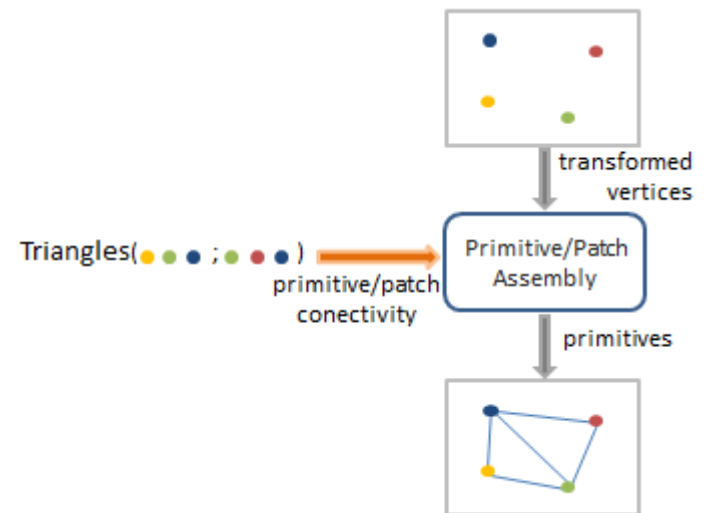 transformed
vertices
Triangles( ; )
Primitive/Patch
Assembly
primitive/patch
conectivity
primitives